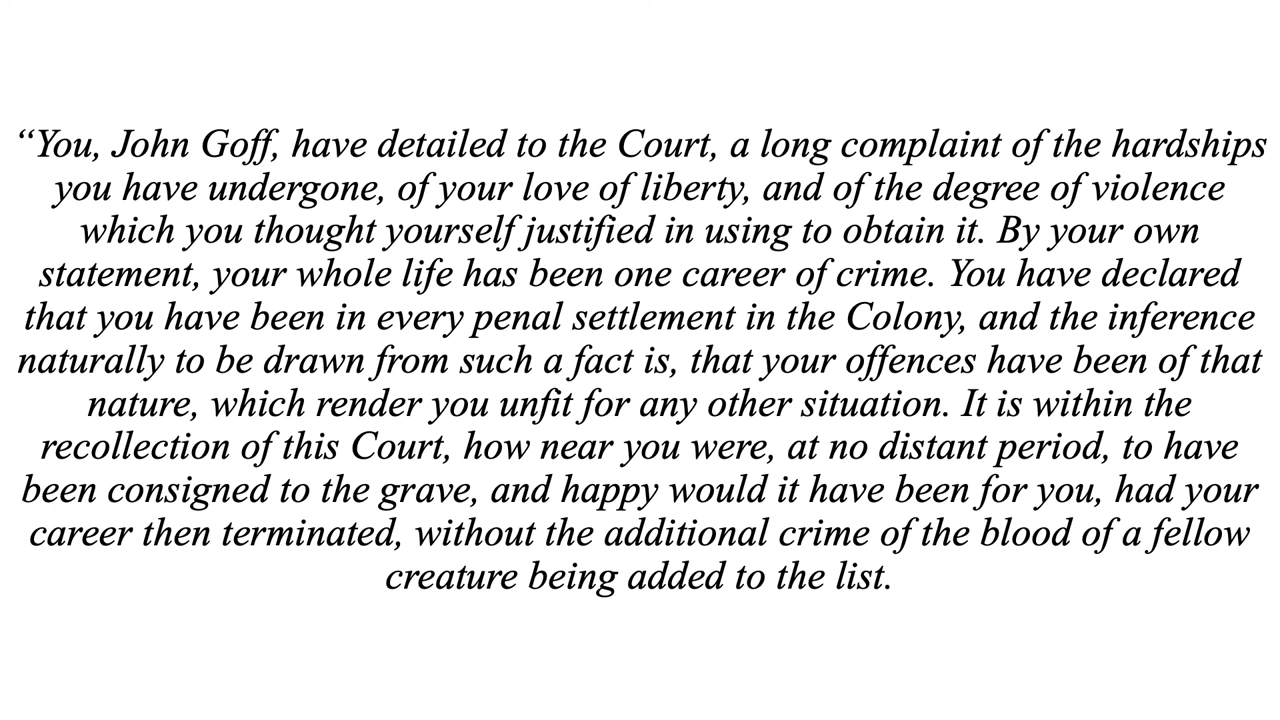 “You, John Goff, have detailed to the Court, a long complaint of the hardships
you have undergone, of your love of liberty, and of the degree of violence
which you thought yourself justified in using to obtain it. By your own
statement, your whole life has been one career of crime. You have declared
that you have been in every penal settlement in the Colony, and the inference
naturally to be drawn from such a fact is, that your offences have been of that
nature, which render you unfit for any other situation. It is within the
recollection of this Court, how near you were, at no distant period, to have
been consigned to the grave, and happy would it have been for you, had your
career then terminated, without the additional crime of the blood of a fellow
creature being added to the list.